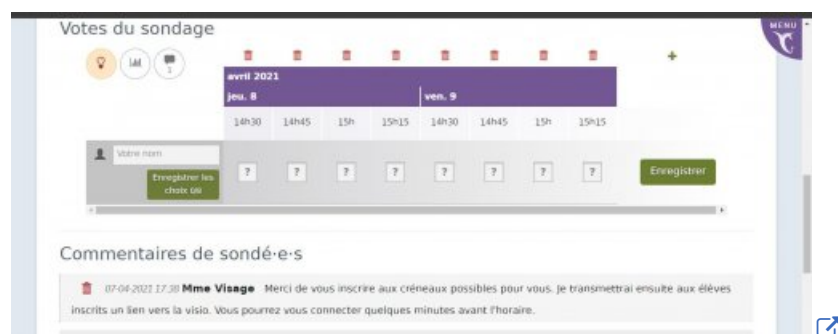 Votes du sondage
MENU
1
avril 2021
jeu. 8 ven. 9
14h30 14h45 15h 15h15 14h30 14h45 15h 15h15
Votre nom
Enregistrer les
choix
? ? ? ? ? ? ? ?
Enregistrer
Commentaires de sondé·e·s
07-04-2021 17:38 Mme Visage Merci de vous inscrire aux créneaux possibles pour vous. Je transmettrai ensuite aux élèves
inscrits un lien vers la visio. Vous pourrez vous connecter quelques minutes avant l'horaire.